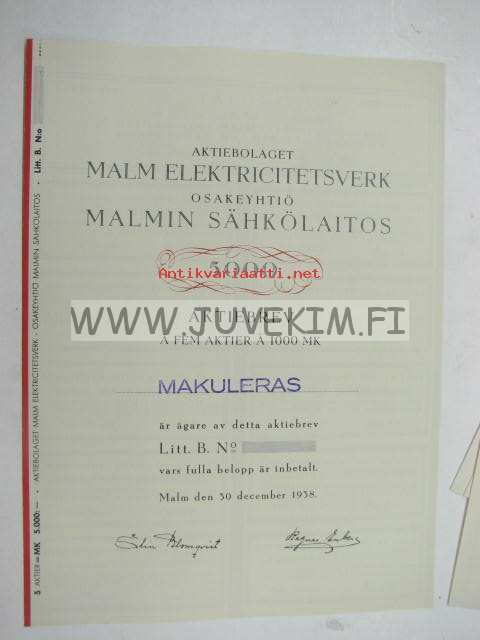 AKTIEBOLAGET
MALM ELEKTRICITETSVERK
OSAKEYHTIÖ
MALMIN SÄHKÖLAITOS
5000
Antikvariaatti.net
AKTIEBREV
WWW.JUVEKIM.FI
Å FEM AKTIER À 1000 MK
MAKULERAS
är ägare av detta aktiebrev
Litt. B. No
vars fulla belopp är inbetalt.
Malm den 30 december 1938.
Elin Blomqvist
5 AKTIER = MK 5.000:— · AKTIEBOLAGET MALM ELEKTRICITETSVERK · OSAKEYHTIÖ MALMIN SÄHKÖLAITOS · Litt. B. N:o